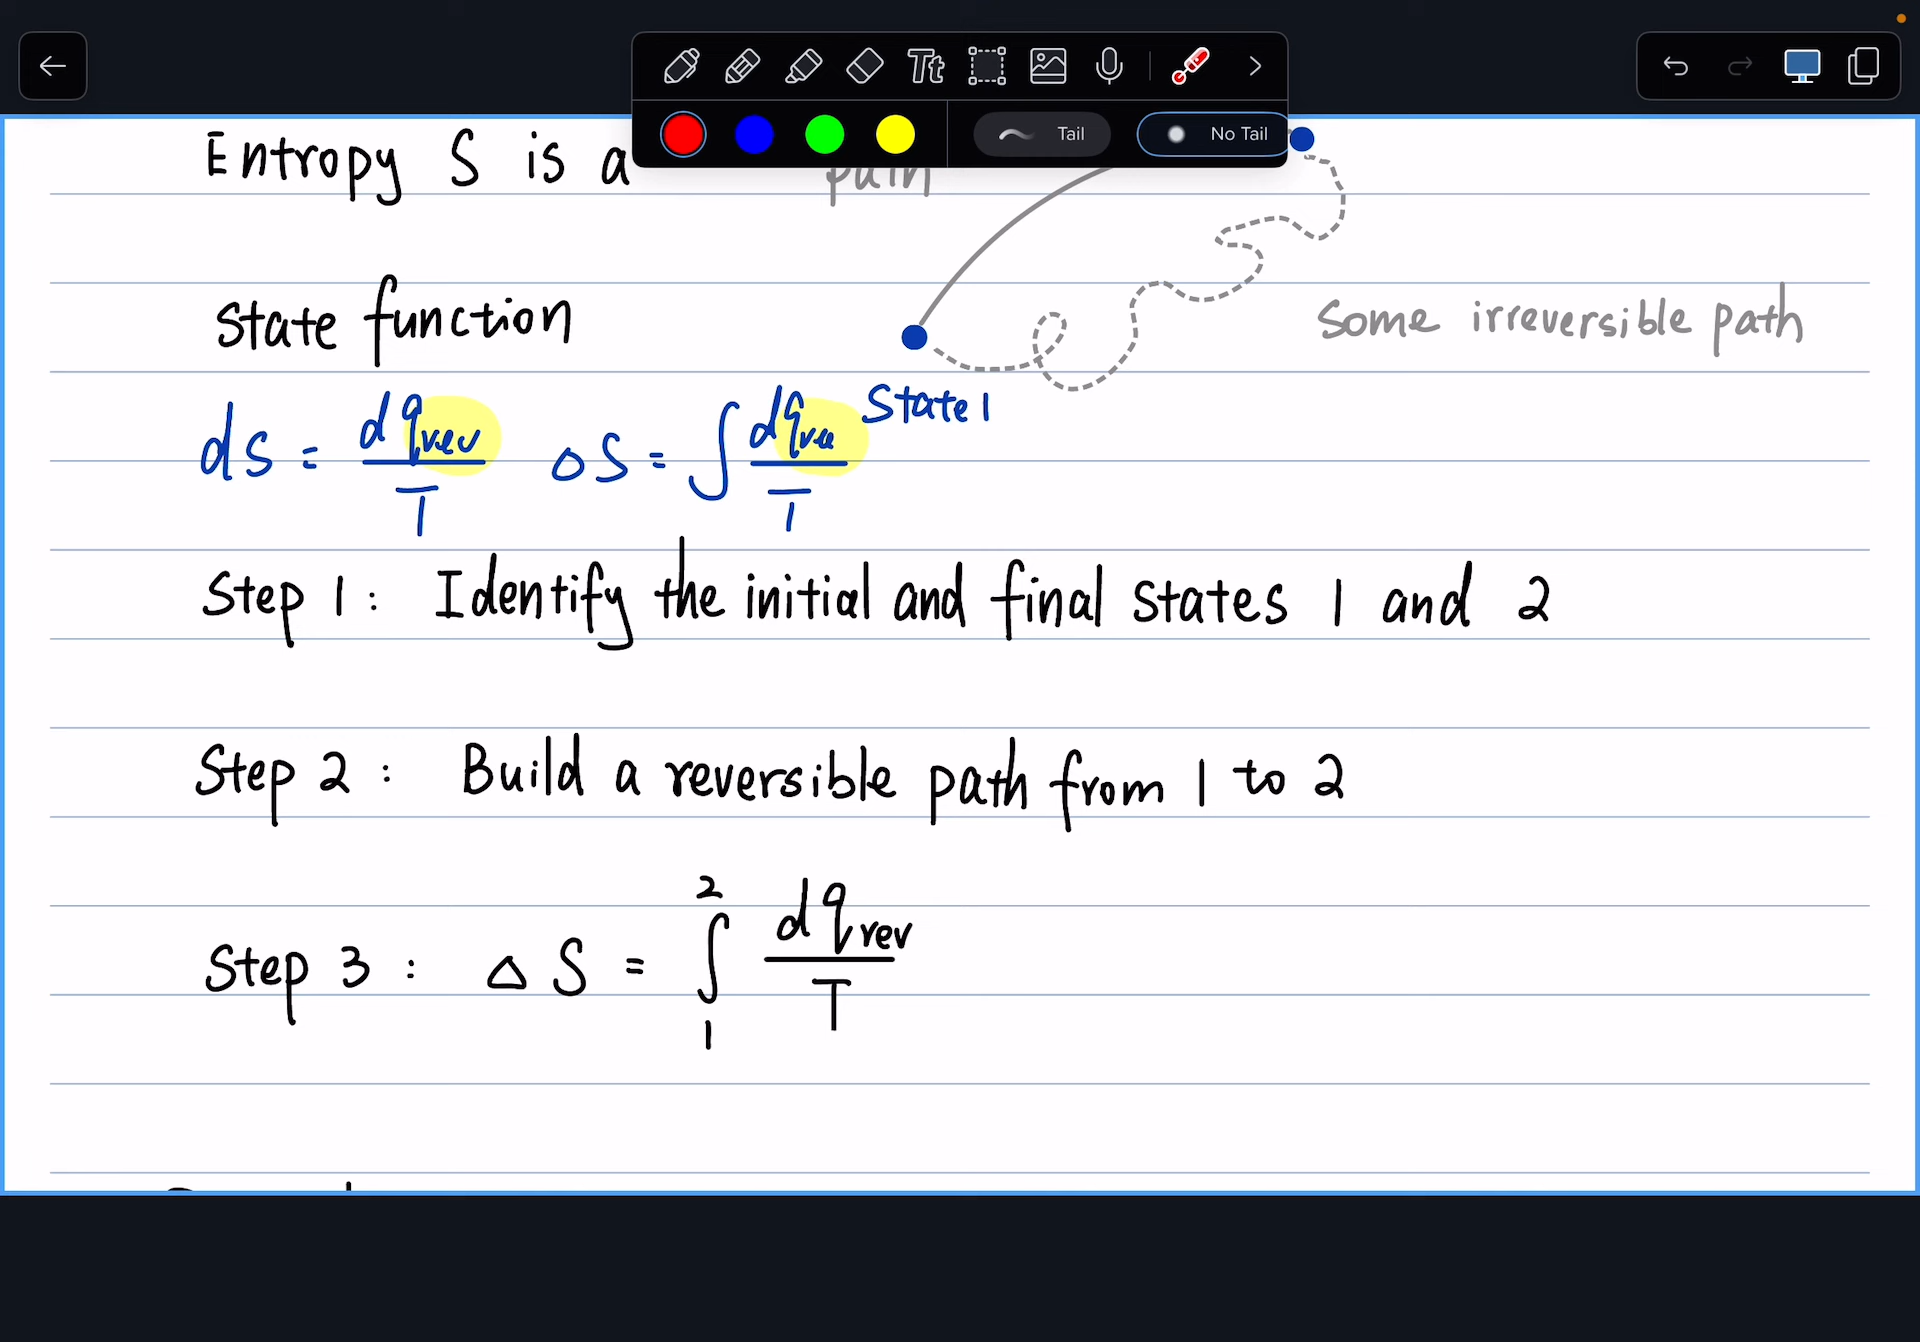 Tt
Tail
No Tail
Entropy S is a
path
State function
Some irreversible path
State 1
dS = dq_rev / T ΔS = ∫ dq_rev / T
Step 1 : Identify the initial and final states 1 and 2
Step 2 : Build a reversible path from 1 to 2
Step 3 : Δ S = ∫₁² dq_rev / T